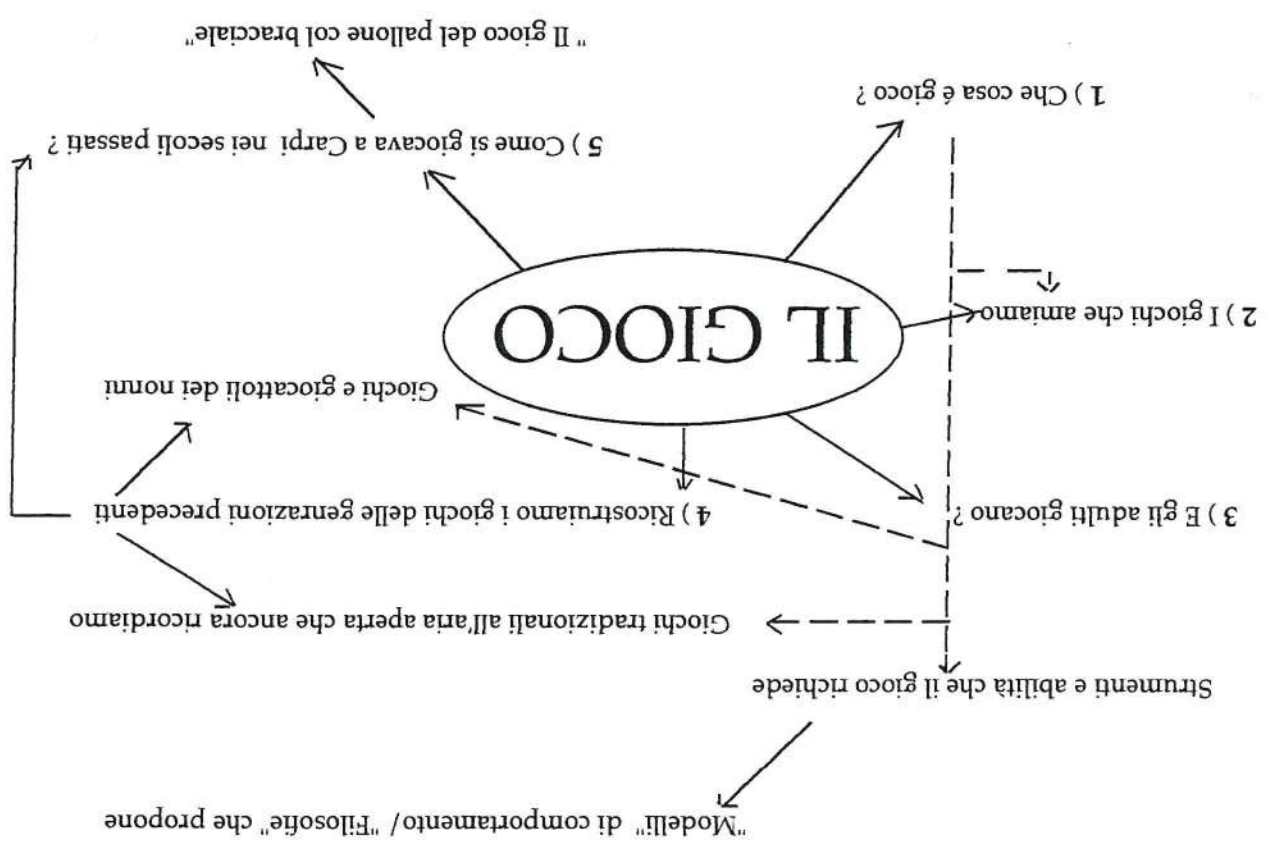 "Modelli" di comportamento/ "Filosofie" che propone
Strumenti e abilità che il gioco richiede
Giochi tradizionali all'aria aperta che ancora ricordiamo
3 ) E gli adulti giocano ?
4 ) Ricostruiamo i giochi delle genrazioni precedenti
Giochi e giocattoli dei nonni
IL GIOCO
2 ) I giochi che amiamo
5 ) Come si giocava a Carpi nei secoli passati ?
1 ) Che cosa é gioco ?
" Il gioco del pallone col bracciale"